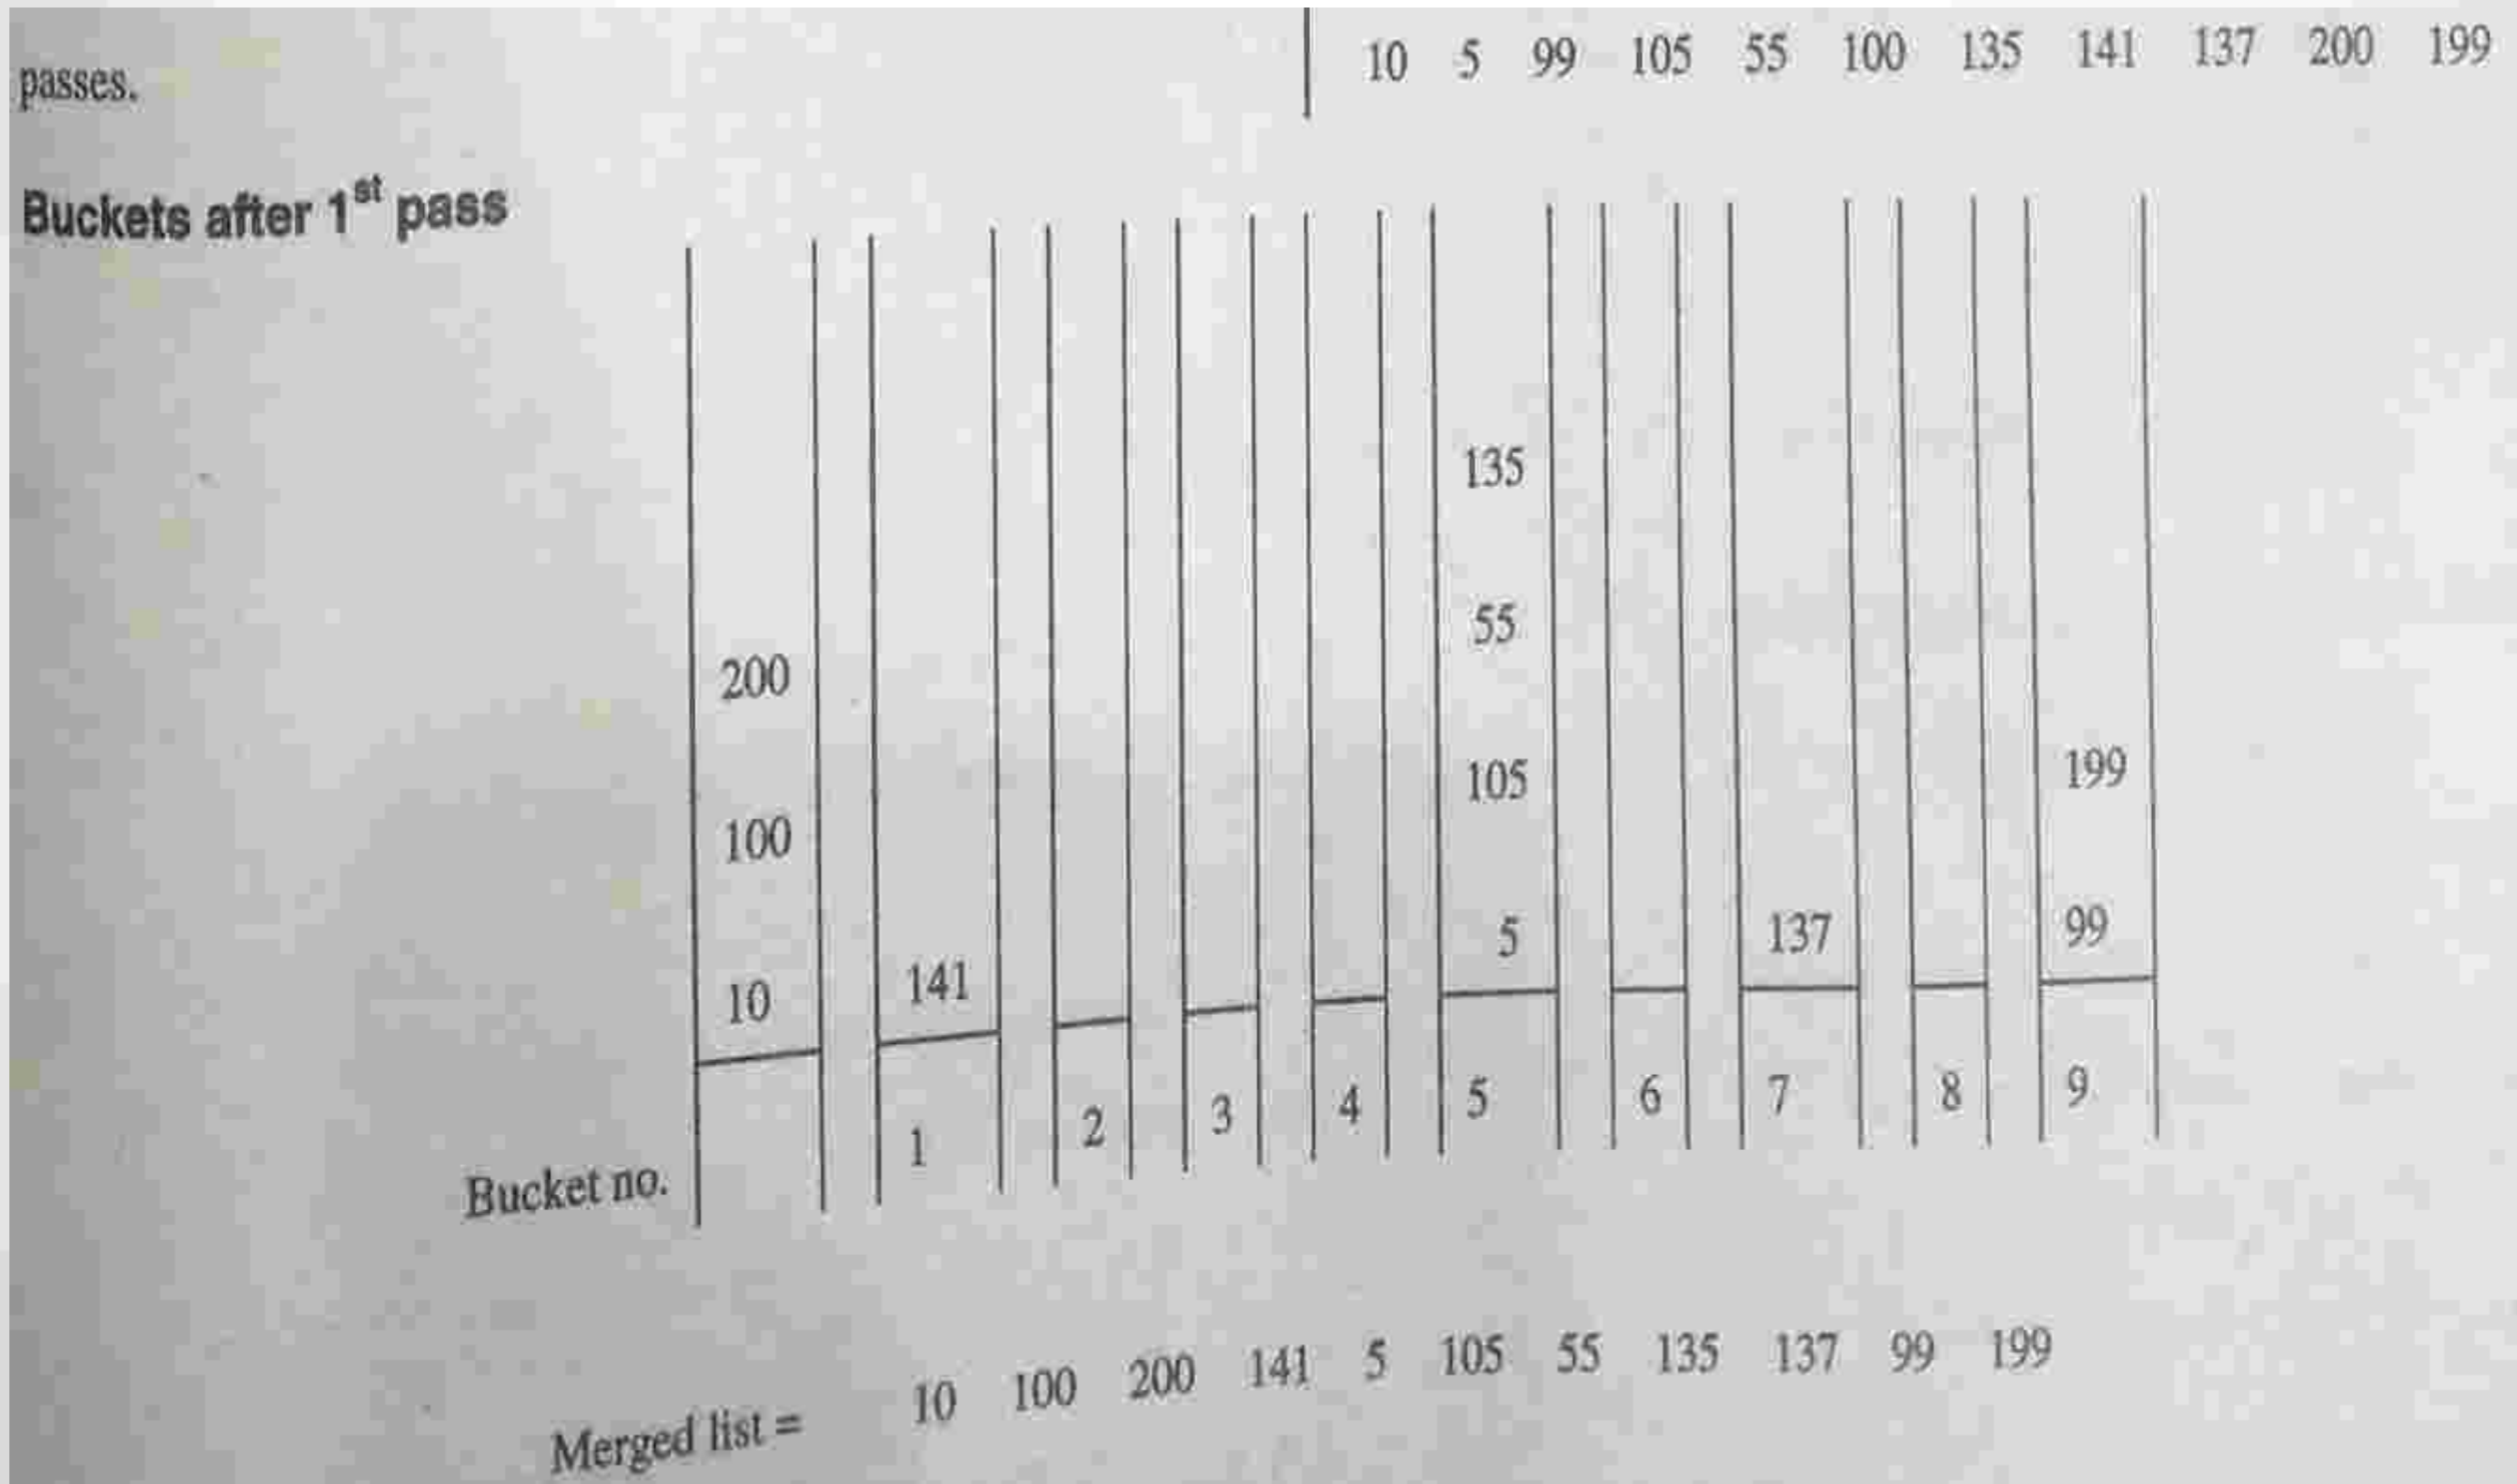 passes.
10 5 99 105 55 100 135 141 137 200 199
Buckets after 1st pass
135
55
200
105
199
100
5
137
99
10
141
Bucket no.
1 2 3 4 5 6 7 8 9
Merged list = 10 100 200 141 5 105 55 135 137 99 199